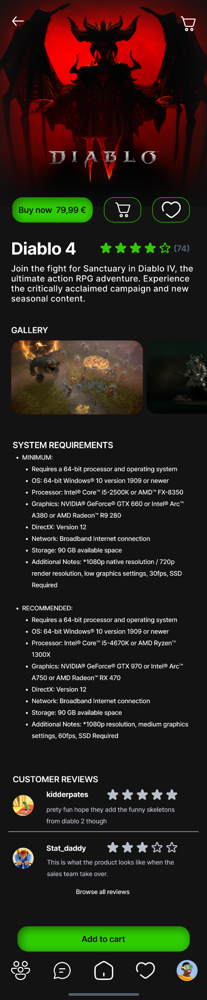 DIABLO
IV
Buy now 79,99 €
Diablo 4
(74)
Join the fight for Sanctuary in Diablo IV, the
ultimate action RPG adventure. Experience
the critically acclaimed campaign and new
seasonal content.
GALLERY
SYSTEM REQUIREMENTS
• MINIMUM:
• Requires a 64-bit processor and operating system
• OS: 64-bit Windows® 10 version 1909 or newer
• Processor: Intel® Core™ i5-2500K or AMD™ FX-8350
• Graphics: NVIDIA® GeForce® GTX 660 or Intel® Arc™
A380 or AMD Radeon™ R9 280
• DirectX: Version 12
• Network: Broadband Internet connection
• Storage: 90 GB available space
• Additional Notes: *1080p native resolution / 720p
render resolution, low graphics settings, 30fps, SSD
Required
• RECOMMENDED:
• Requires a 64-bit processor and operating system
• OS: 64-bit Windows® 10 version 1909 or newer
• Processor: Intel® Core™ i5-4670K or AMD Ryzen™
1300X
• Graphics: NVIDIA® GeForce® GTX 970 or Intel® Arc™
A750 or AMD Radeon™ RX 470
• DirectX: Version 12
• Network: Broadband Internet connection
• Storage: 90 GB available space
• Additional Notes: *1080p resolution, medium graphics
settings, 60fps, SSD Required
CUSTOMER REVIEWS
kidderpates
prety fun hope they add the funny skeletons
from diablo 2 though
Stat_daddy
This is what the product looks like when the
sales team take over.
Browse all reviews
Add to cart